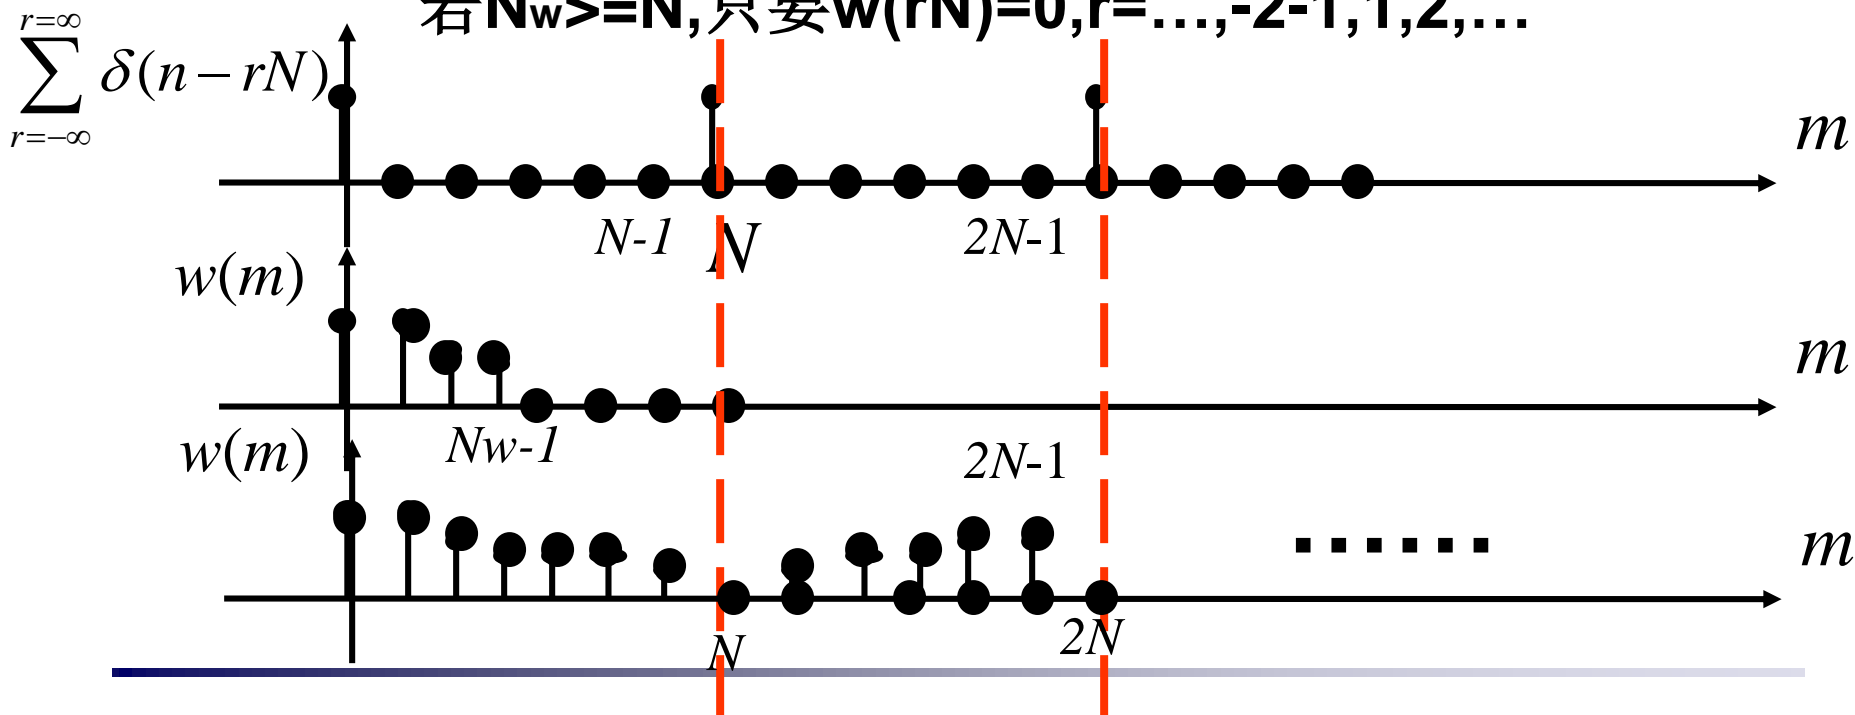 若Nw>=N,只要w(rN)=0,r=…,-2-1,1,2,…
r=∞
∑ δ(n−rN)
r=−∞
m
N-1 N 2N-1
w(m)
m
Nw-1 2N-1
w(m)
......
m
N 2N